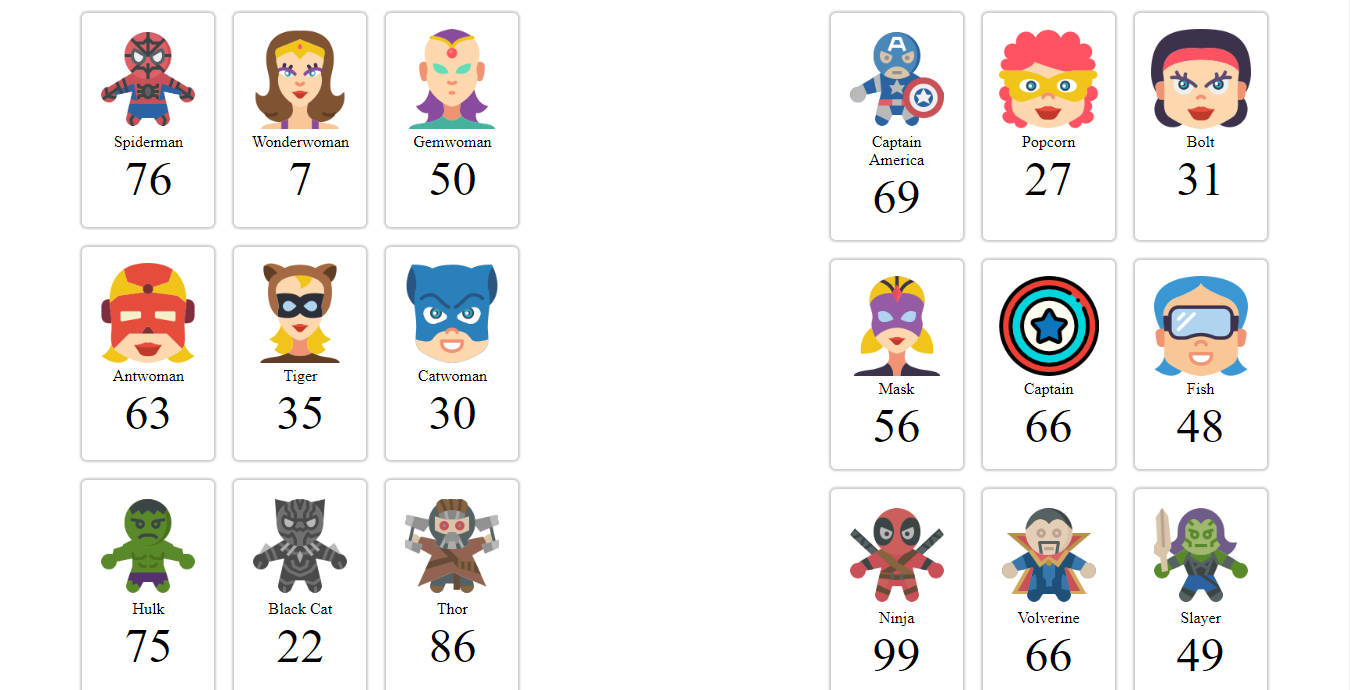 Spiderman
76
Wonderwoman
7
Gemwoman
50
Antwoman
63
Tiger
35
Catwoman
30
Hulk
75
Black Cat
22
Thor
86
Captain
America
69
Popcorn
27
Bolt
31
Mask
56
Captain
66
Fish
48
Ninja
99
Volverine
66
Slayer
49